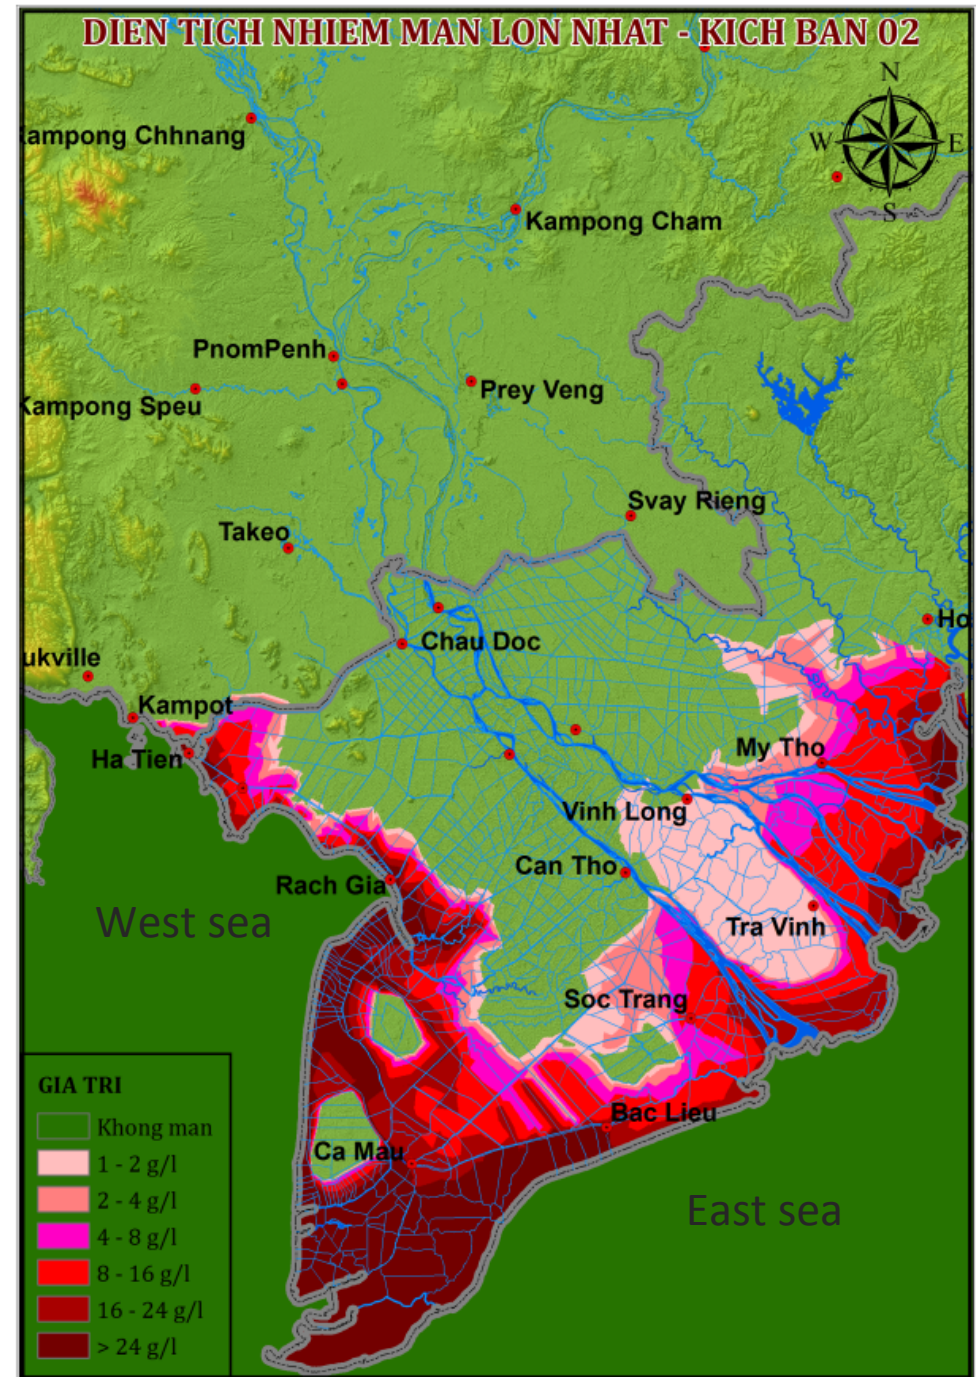 DIEN TICH NHIEM MAN LON NHAT - KICH BAN 02
N
W E
S
Kampong Chhnang
Kampong Cham
PnomPenh
Prey Veng
Kampong Speu
Svay Rieng
Takeo
Ho
Chau Doc
ukville
Kampot
My Tho
Ha Tien
Vinh Long
Can Tho
Rach Gia
West sea
Tra Vinh
Soc Trang
GIA TRI
Khong man
1 - 2 g/l
2 - 4 g/l
4 - 8 g/l
8 - 16 g/l
16 - 24 g/l
> 24 g/l
Bac Lieu
Ca Mau
East sea